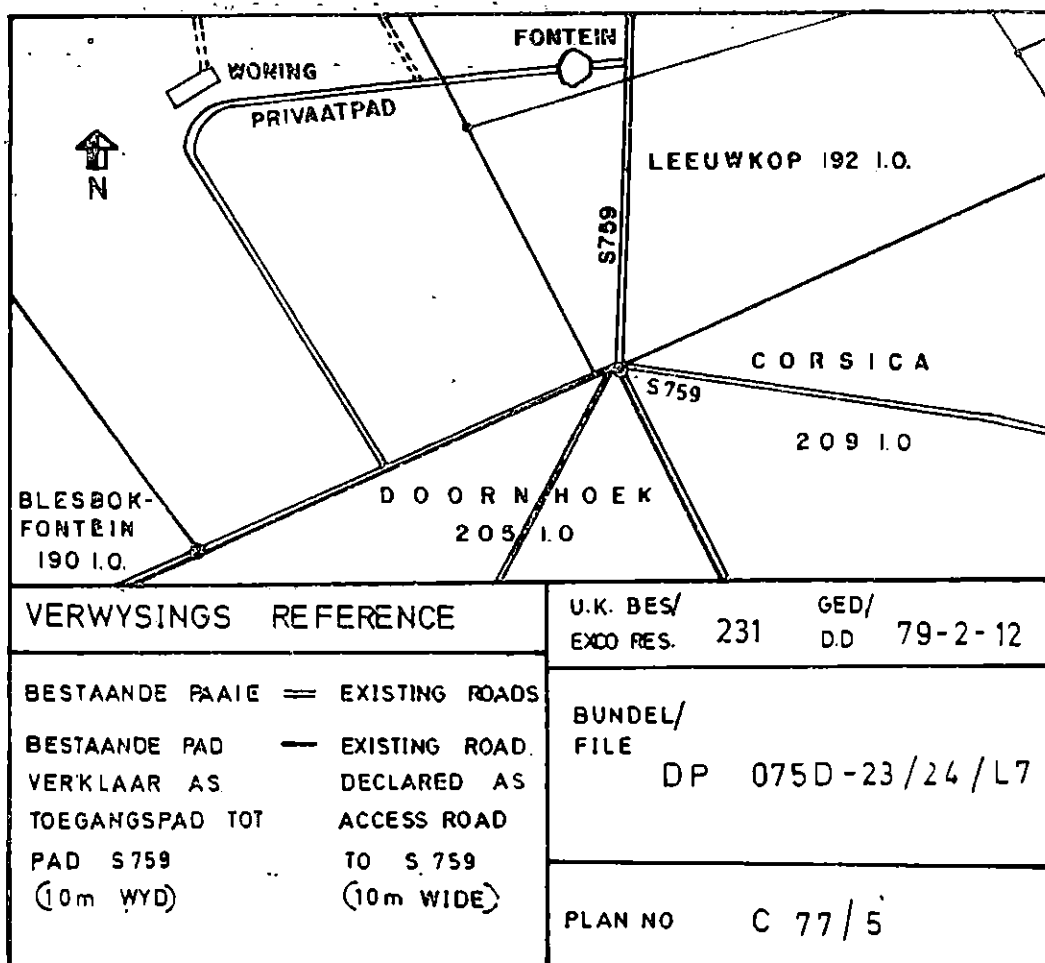 FONTEIN
WONING
PRIVAATPAD
N
LEEUWKOP 192 I.O.
S759
CORSICA
S759
209 I.O
BLESBOK-
FONTEIN
190 I.O.
DOORNHOEK
205 I.O
VERWYSINGS REFERENCE
BESTAANDE PAAIE = EXISTING ROADS
BESTAANDE PAD — EXISTING ROAD.
VERKLAAR AS DECLARED AS
TOEGANGSPAD TOT ACCESS ROAD
PAD S759 TO S.759
(10m WYD) (10m WIDE)
U.K. BES/ GED/
EXCO RES. 231 D.D 79-2-12
BUNDEL/
FILE
DP 075D-23/24/L7
PLAN NO C 77/5